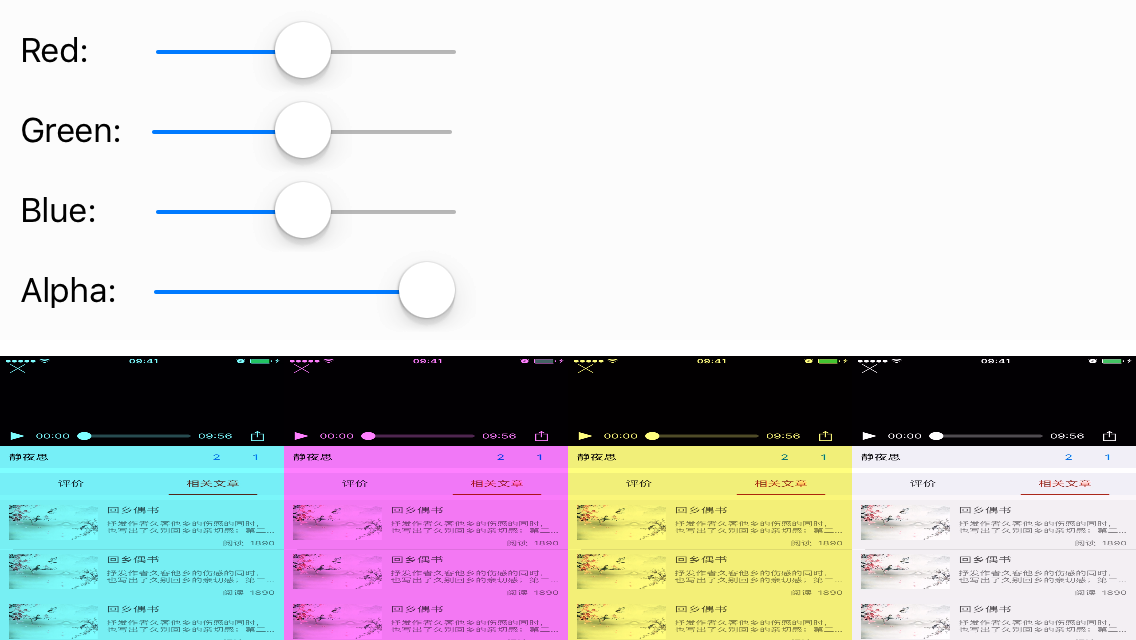 Red:
Green:
Blue:
Alpha:
09:41 09:41 09:41 09:41
00:00 09:56 00:00 09:56 00:00 09:56 00:00 09:56
静夜思 2 1 静夜思 2 1 静夜思 2 1 静夜思 2 1
评价 相关文章 评价 相关文章 评价 相关文章 评价 相关文章
回乡偶书 回乡偶书 回乡偶书 回乡偶书
抒发作者久客他乡的伤感的同时, 抒发作者久客他乡的伤感的同时, 抒发作者久客他乡的伤感的同时, 抒发作者久客他乡的伤感的同时,
也写出了久别回乡的亲切感；第二... 也写出了久别回乡的亲切感；第二... 也写出了久别回乡的亲切感；第二... 也写出了久别回乡的亲切感；第二...
阅读 1890 阅读 1890 阅读 1890 阅读 1890
回乡偶书 回乡偶书 回乡偶书 回乡偶书
抒发作者久客他乡的伤感的同时, 抒发作者久客他乡的伤感的同时, 抒发作者久客他乡的伤感的同时, 抒发作者久客他乡的伤感的同时,
也写出了久别回乡的亲切感；第二... 也写出了久别回乡的亲切感；第二... 也写出了久别回乡的亲切感；第二... 也写出了久别回乡的亲切感；第二...
阅读 1890 阅读 1890 阅读 1890 阅读 1890
回乡偶书 回乡偶书 回乡偶书 回乡偶书
抒发作者久客他乡的伤感的同时, 抒发作者久客他乡的伤感的同时, 抒发作者久客他乡的伤感的同时, 抒发作者久客他乡的伤感的同时,
也写出了久别回乡的亲切感；第二... 也写出了久别回乡的亲切感；第二... 也写出了久别回乡的亲切感；第二... 也写出了久别回乡的亲切感；第二...